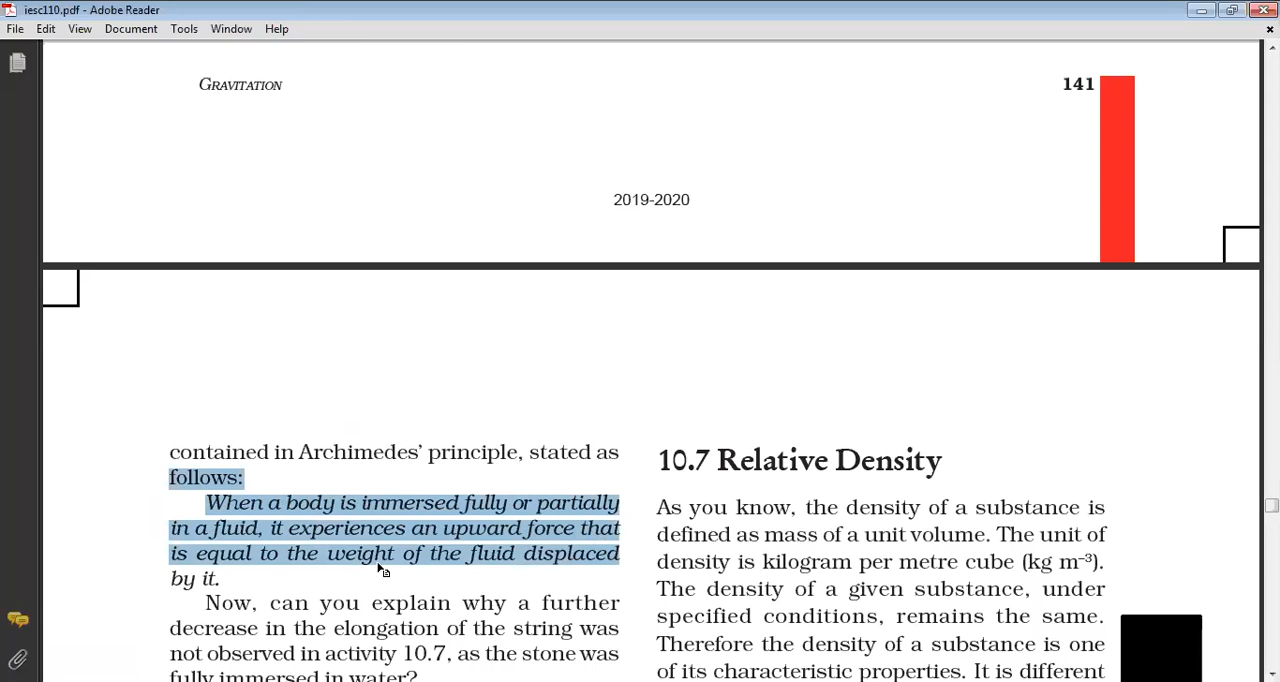 iesc110.pdf - Adobe Reader
File Edit View Document Tools Window Help
GRAVITATION
141
2019-2020
contained in Archimedes’ principle, stated as
follows:
When a body is immersed fully or partially
in a fluid, it experiences an upward force that
is equal to the weight of the fluid displaced
by it.
Now, can you explain why a further
decrease in the elongation of the string was
not observed in activity 10.7, as the stone was
fully immersed in water?
10.7 Relative Density
As you know, the density of a substance is
defined as mass of a unit volume. The unit of
density is kilogram per metre cube (kg m⁻³).
The density of a given substance, under
specified conditions, remains the same.
Therefore the density of a substance is one
of its characteristic properties. It is different